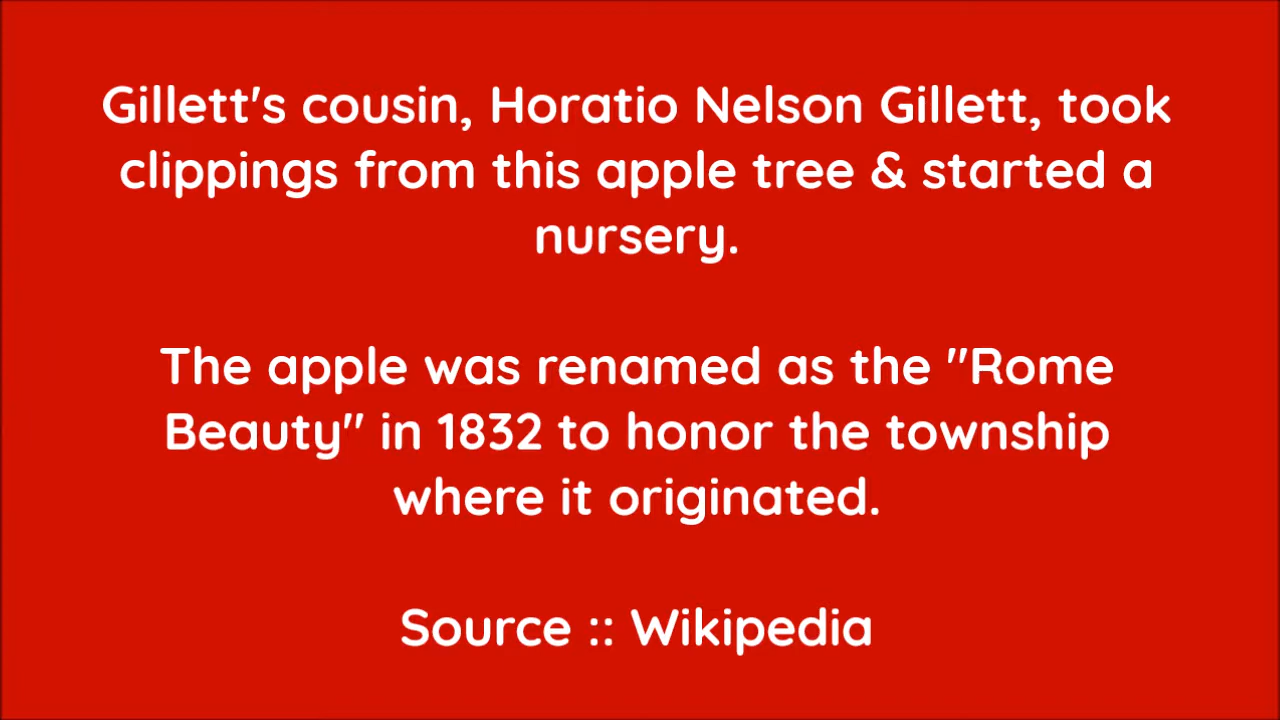 Gillett's cousin, Horatio Nelson Gillett, took
clippings from this apple tree & started a
nursery.
The apple was renamed as the "Rome
Beauty" in 1832 to honor the township
where it originated.
Source :: Wikipedia